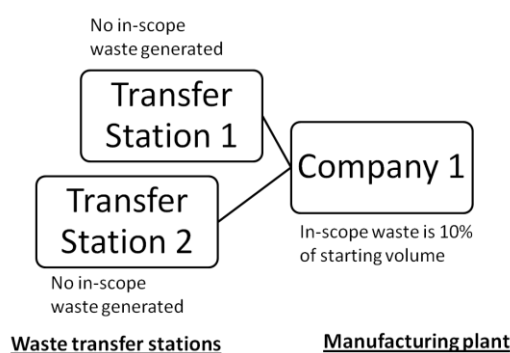 No in-scope
waste generated
Transfer
Station 1
Company 1
In-scope waste is 10%
of starting volume
Transfer
Station 2
No in-scope
waste generated
Waste transfer stations
Manufacturing plant